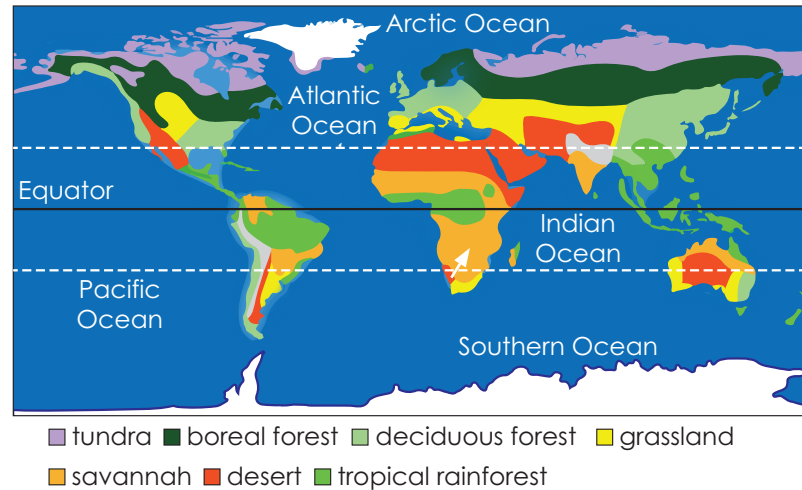 Arctic Ocean
Atlantic
Ocean
Equator
Indian
Ocean
Pacific
Ocean
Southern Ocean
tundra boreal forest deciduous forest grassland
savannah desert tropical rainforest